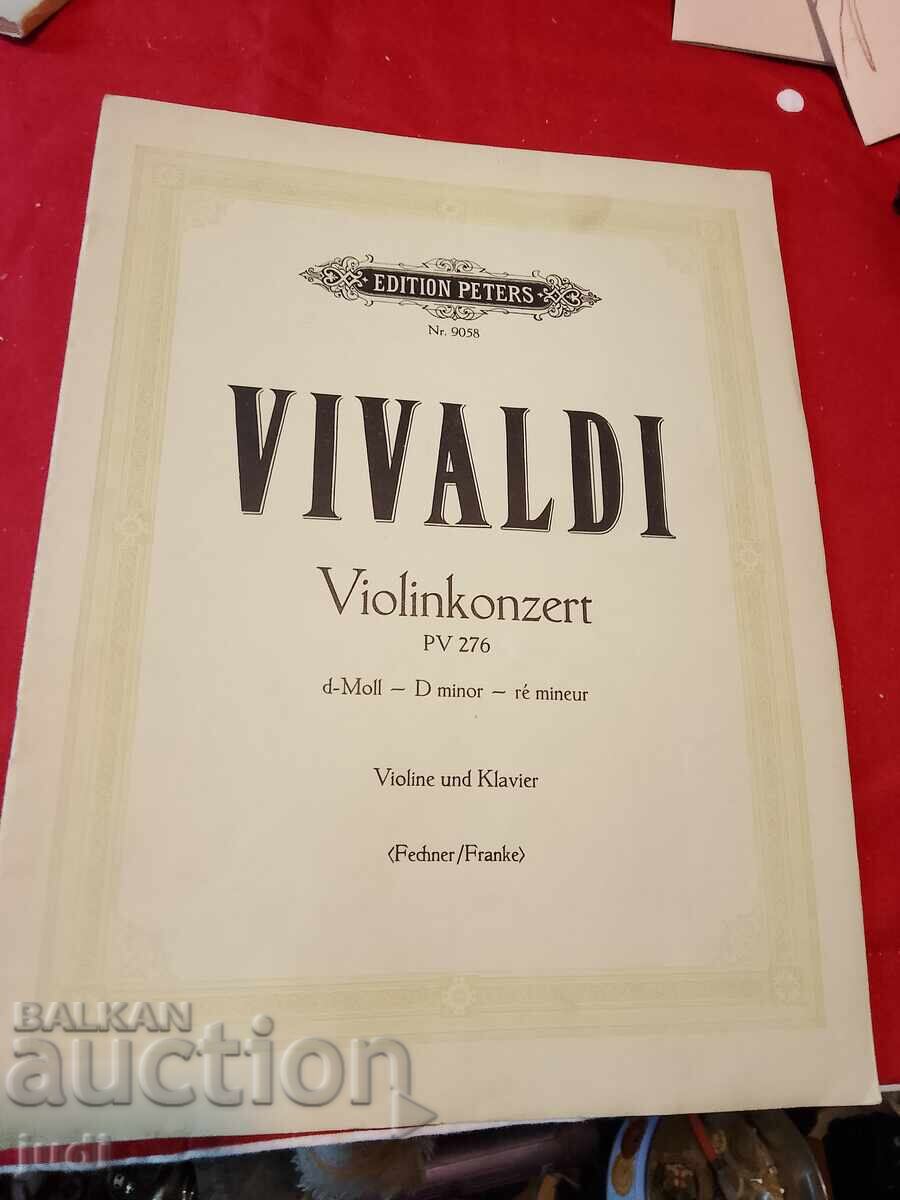 EDITION PETERS
Nr. 9058
VIVALDI
Violinkonzert
PV 276
d-Moll – D minor – ré mineur
Violine und Klavier
⟨Fechner/Franke⟩
BALKAN
auction
judi